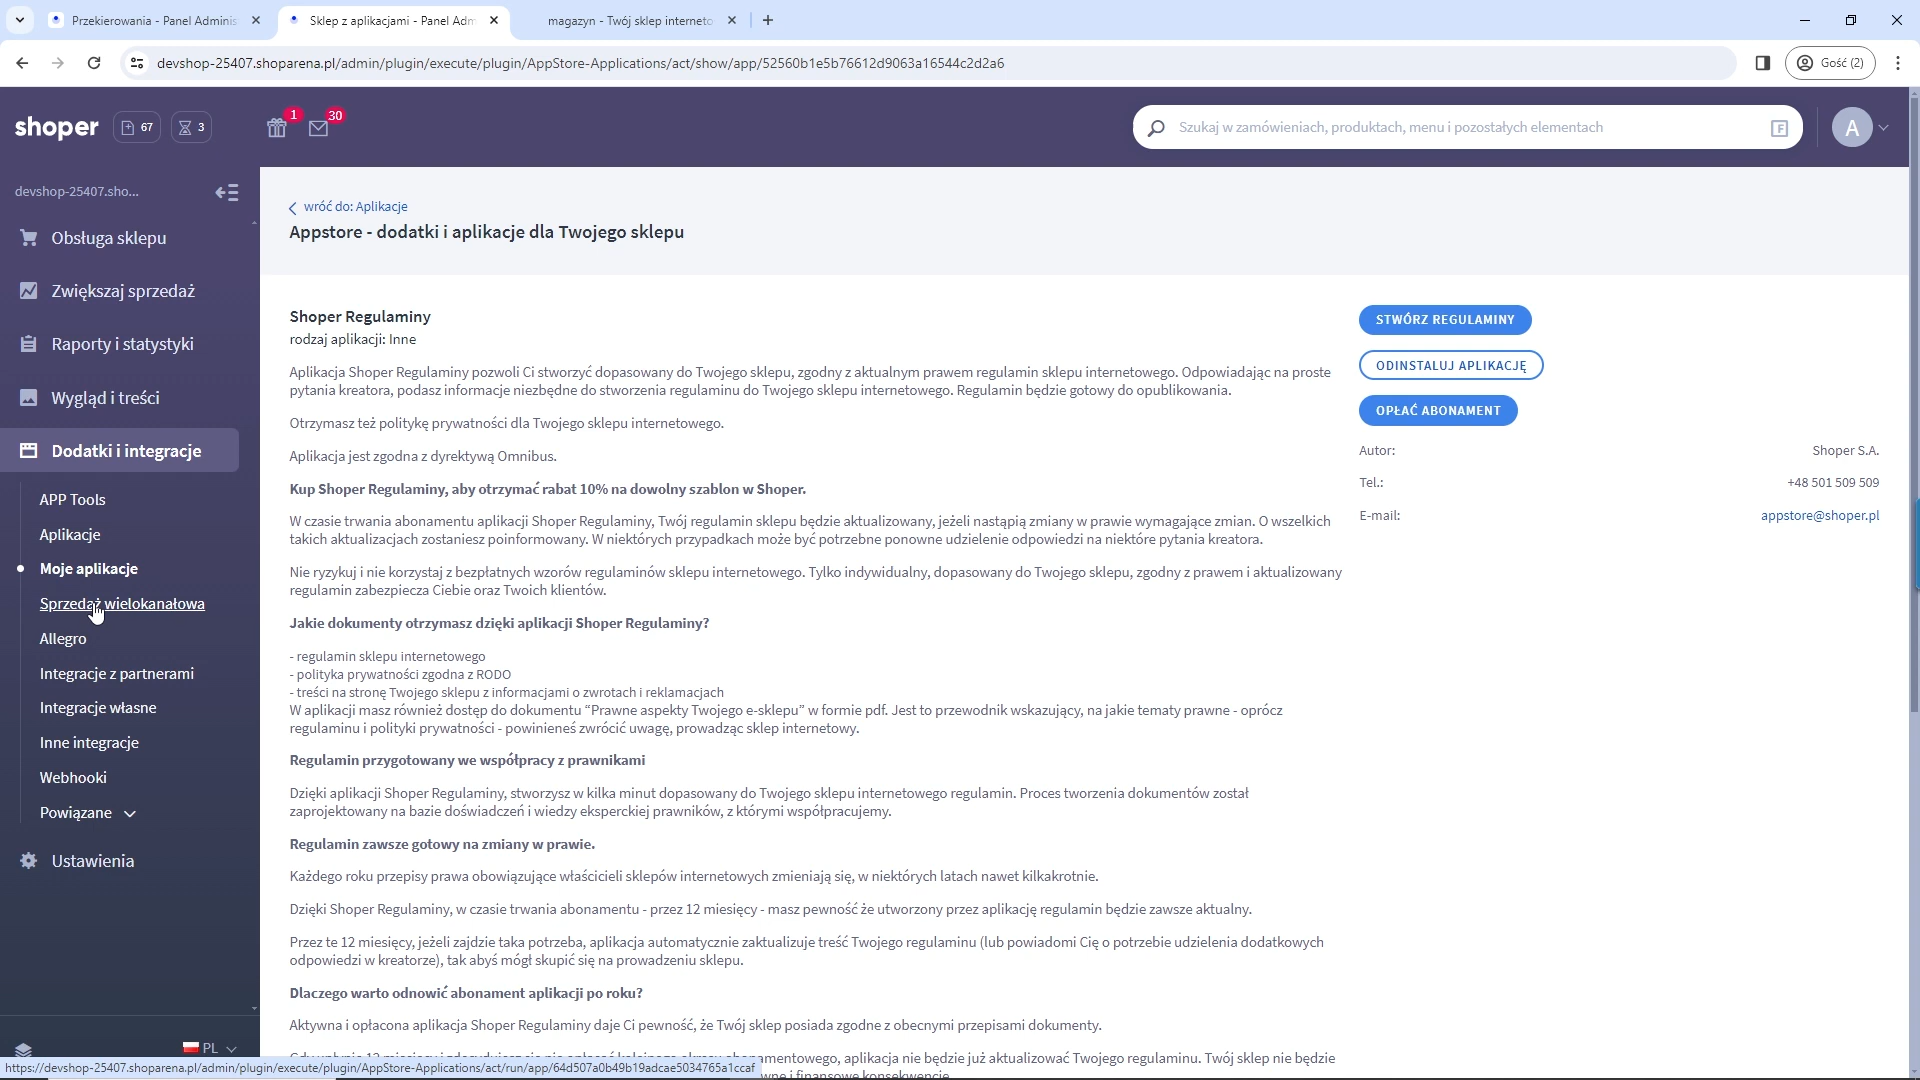 Przekierowania - Panel Adminis
Sklep z aplikacjami - Panel Adm
magazyn - Twój sklep interneto
devshop-25407.shoparena.pl/admin/plugin/execute/plugin/AppStore-Applications/act/show/app/52560b1e5b76612d9063a16544c2d2a6
Gość (2)
shoper
67
3
1
30
Szukaj w zamówieniach, produktach, menu i pozostałych elementach
F
A
devshop-25407.sho...
Obsługa sklepu
Zwiększaj sprzedaż
Raporty i statystyki
Wygląd i treści
Dodatki i integracje
APP Tools
Aplikacje
Moje aplikacje
Sprzedaż wielokanałowa
Allegro
Integracje z partnerami
Integracje własne
Inne integracje
Webhooki
Powiązane
Ustawienia
PL
wróć do: Aplikacje
Appstore - dodatki i aplikacje dla Twojego sklepu
Shoper Regulaminy
rodzaj aplikacji: Inne
Aplikacja Shoper Regulaminy pozwoli Ci stworzyć dopasowany do Twojego sklepu, zgodny z aktualnym prawem regulamin sklepu internetowego. Odpowiadając na proste
pytania kreatora, podasz informacje niezbędne do stworzenia regulaminu do Twojego sklepu internetowego. Regulamin będzie gotowy do opublikowania.
Otrzymasz też politykę prywatności dla Twojego sklepu internetowego.
Aplikacja jest zgodna z dyrektywą Omnibus.
Kup Shoper Regulaminy, aby otrzymać rabat 10% na dowolny szablon w Shoper.
W czasie trwania abonamentu aplikacji Shoper Regulaminy, Twój regulamin sklepu będzie aktualizowany, jeżeli nastąpią zmiany w prawie wymagające zmian. O wszelkich
takich aktualizacjach zostaniesz poinformowany. W niektórych przypadkach może być potrzebne ponowne udzielenie odpowiedzi na niektóre pytania kreatora.
Nie ryzykuj i nie korzystaj z bezpłatnych wzorów regulaminów sklepu internetowego. Tylko indywidualny, dopasowany do Twojego sklepu, zgodny z prawem i aktualizowany
regulamin zabezpiecza Ciebie oraz Twoich klientów.
Jakie dokumenty otrzymasz dzięki aplikacji Shoper Regulaminy?
- regulamin sklepu internetowego
- polityka prywatności zgodna z RODO
- treści na stronę Twojego sklepu z informacjami o zwrotach i reklamacjach
W aplikacji masz również dostęp do dokumentu “Prawne aspekty Twojego e-sklepu” w formie pdf. Jest to przewodnik wskazujący, na jakie tematy prawne - oprócz
regulaminu i polityki prywatności - powinieneś zwrócić uwagę, prowadząc sklep internetowy.
Regulamin przygotowany we współpracy z prawnikami
Dzięki aplikacji Shoper Regulaminy, stworzysz w kilka minut dopasowany do Twojego sklepu internetowego regulamin. Proces tworzenia dokumentów został
zaprojektowany na bazie doświadczeń i wiedzy eksperckiej prawników, z którymi współpracujemy.
Regulamin zawsze gotowy na zmiany w prawie.
Każdego roku przepisy prawa obowiązujące właścicieli sklepów internetowych zmieniają się, w niektórych latach nawet kilkakrotnie.
Dzięki Shoper Regulaminy, w czasie trwania abonamentu - przez 12 miesięcy - masz pewność że utworzony przez aplikację regulamin będzie zawsze aktualny.
Przez te 12 miesięcy, jeżeli zajdzie taka potrzeba, aplikacja automatycznie zaktualizuje treść Twojego regulaminu (lub powiadomi Cię o potrzebie udzielenia dodatkowych
odpowiedzi w kreatorze), tak abyś mógł skupić się na prowadzeniu sklepu.
Dlaczego warto odnowić abonament aplikacji po roku?
Aktywna i opłacona aplikacja Shoper Regulaminy daje Ci pewność, że Twój sklep posiada zgodne z obecnymi przepisami dokumenty.
abonamentowego, aplikacja nie będzie już aktualizować Twojego regulaminu. Twój sklep nie będzie
prawne i finansowe konsekwencje.
STWÓRZ REGULAMINY
ODINSTALUJ APLIKACJĘ
OPŁAĆ ABONAMENT
Autor: Shoper S.A.
Tel.: +48 501 509 509
E-mail: appstore@shoper.pl
https://devshop-25407.shoparena.pl/admin/plugin/execute/plugin/AppStore-Applications/act/run/app/64d507a0b49b19adcae5034765a1ccaf